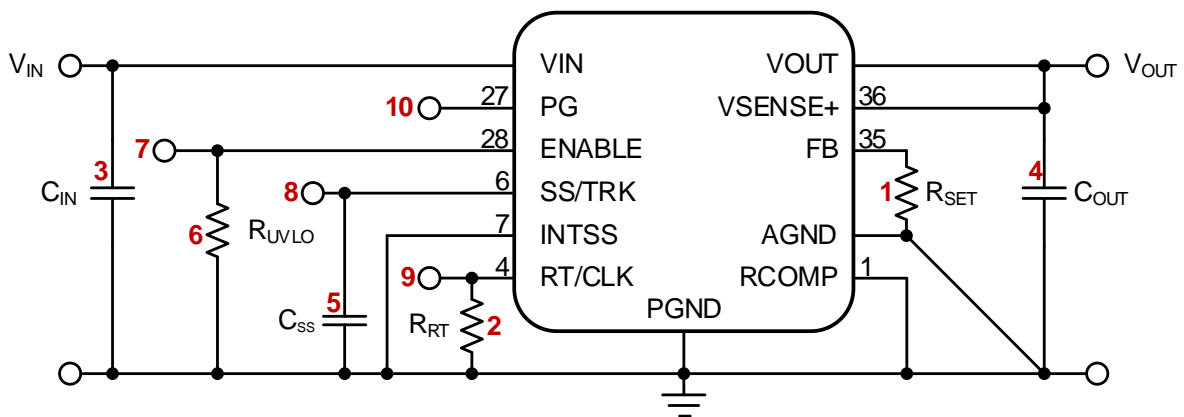 VIN VIN VOUT VOUT
10 27 PG VSENSE+ 36
7 28 ENABLE FB 35
3 CIN 8 6 SS/TRK 1 RSET 4 COUT
6 RUVLO 7 INTSS AGND
9 4 RT/CLK RCOMP 1
5 CSS RRT 2 PGND